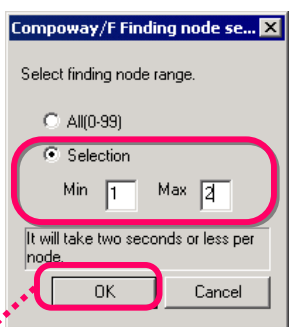 Compoway/F Finding node se...
Select finding node range.
All(0-99)
Selection
Min 1 Max 2
It will take two seconds or less per
node.
OK Cancel